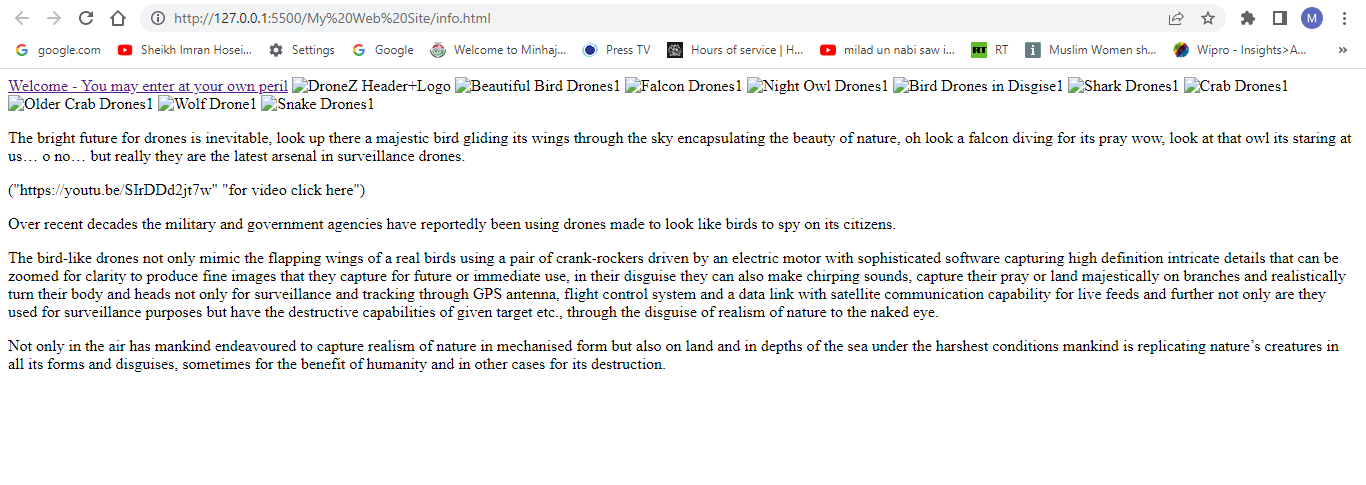 http://127.0.0.1:5500/My%20Web%20Site/info.html
M
google.com Sheikh Imran Hosei... Settings Google Welcome to Minhaj... Press TV Hours of service | H... milad un nabi saw i... RT RT Muslim Women sh... Wipro - Insights>A... »
Welcome - You may enter at your own peril DroneZ Header+Logo Beautiful Bird Drones1 Falcon Drones1 Night Owl Drones1 Bird Drones in Disgise1 Shark Drones1 Crab Drones1
Older Crab Drones1 Wolf Drone1 Snake Drones1
The bright future for drones is inevitable, look up there a majestic bird gliding its wings through the sky encapsulating the beauty of nature, oh look a falcon diving for its pray wow, look at that owl its staring at
us… o no… but really they are the latest arsenal in surveillance drones.
("https://youtu.be/SIrDDd2jt7w" "for video click here")
Over recent decades the military and government agencies have reportedly been using drones made to look like birds to spy on its citizens.
The bird-like drones not only mimic the flapping wings of a real birds using a pair of crank-rockers driven by an electric motor with sophisticated software capturing high definition intricate details that can be
zoomed for clarity to produce fine images that they capture for future or immediate use, in their disguise they can also make chirping sounds, capture their pray or land majestically on branches and realistically
turn their body and heads not only for surveillance and tracking through GPS antenna, flight control system and a data link with satellite communication capability for live feeds and further not only are they
used for surveillance purposes but have the destructive capabilities of given target etc., through the disguise of realism of nature to the naked eye.
Not only in the air has mankind endeavoured to capture realism of nature in mechanised form but also on land and in depths of the sea under the harshest conditions mankind is replicating nature’s creatures in
all its forms and disguises, sometimes for the benefit of humanity and in other cases for its destruction.